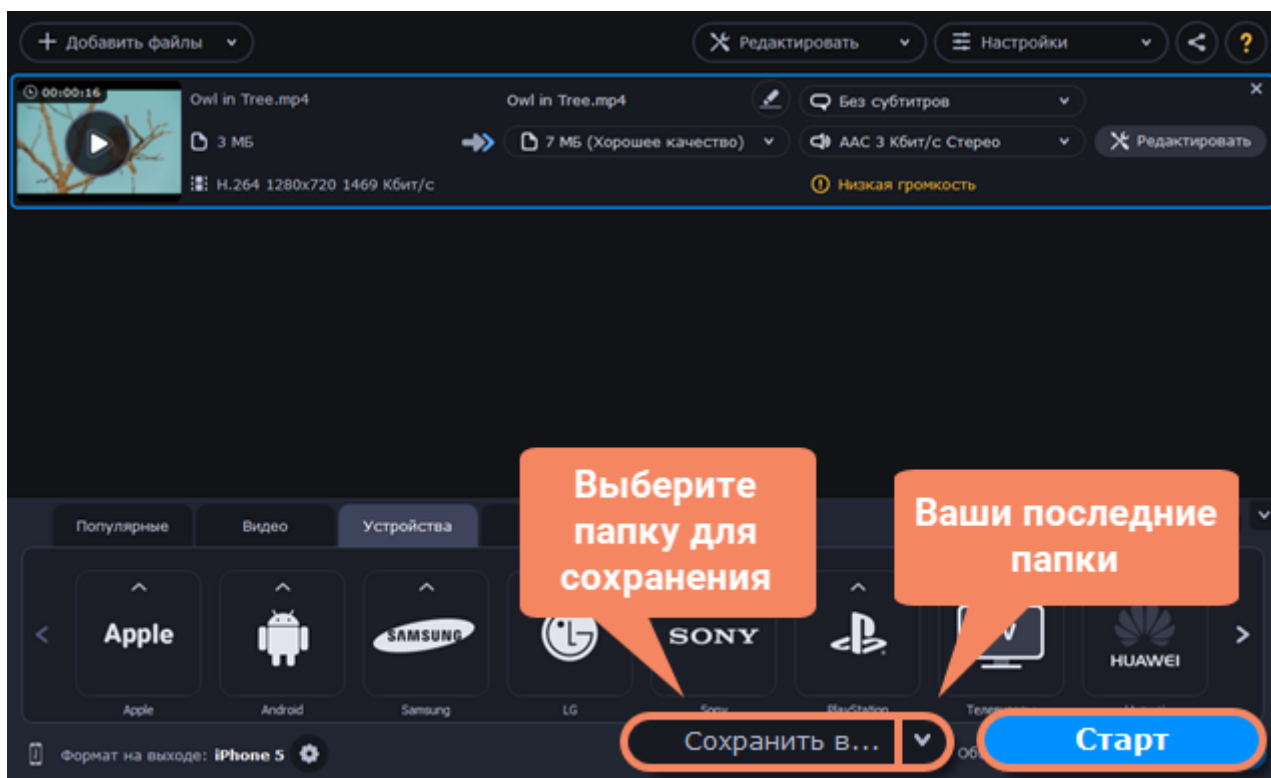 Добавить файлы
Редактировать
Настройки
?
00:00:16
Owl in Tree.mp4
Owl in Tree.mp4
Без субтитров
3 МБ
7 МБ (Хорошее качество)
AAC 3 Кбит/с Стерео
Редактировать
H.264 1280x720 1469 Кбит/с
Низкая громкость
Выберите
папку для
сохранения
Ваши последние
папки
Популярные
Видео
Устройства
Apple
SAMSUNG
LG
SONY
HUAWEI
Apple
Android
Samsung
LG
Sony
PlayStation
Сохранить в...
Старт
Формат на выходе: iPhone 5